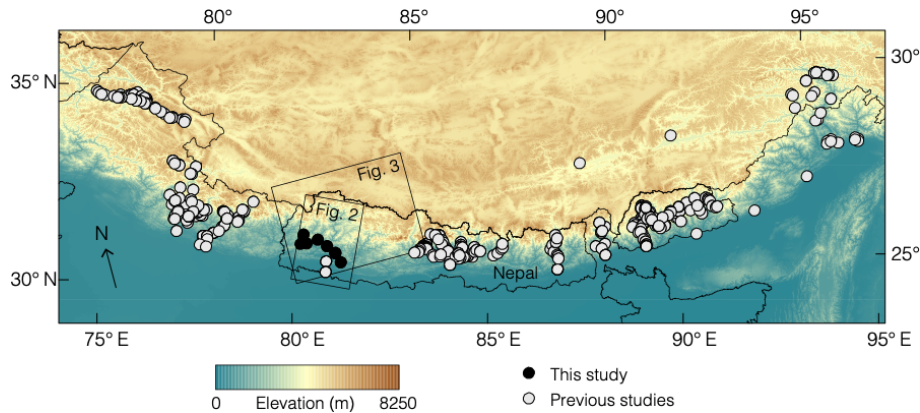 80° 85° 90° 95°
35° N
30° N
30°
25°
Fig. 3
Fig. 2
N
Nepal
75° E 80° E 85° E 90° E 95° E
0 Elevation (m) 8250
This study
Previous studies